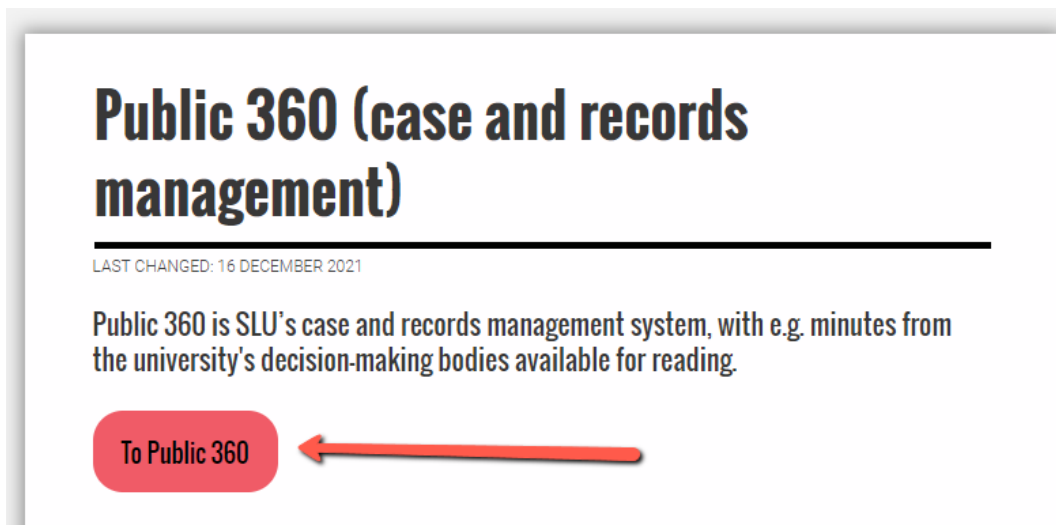 Public 360 (case and records
management)
LAST CHANGED: 16 DECEMBER 2021
Public 360 is SLU's case and records management system, with e.g. minutes from
the university's decision-making bodies available for reading.
To Public 360